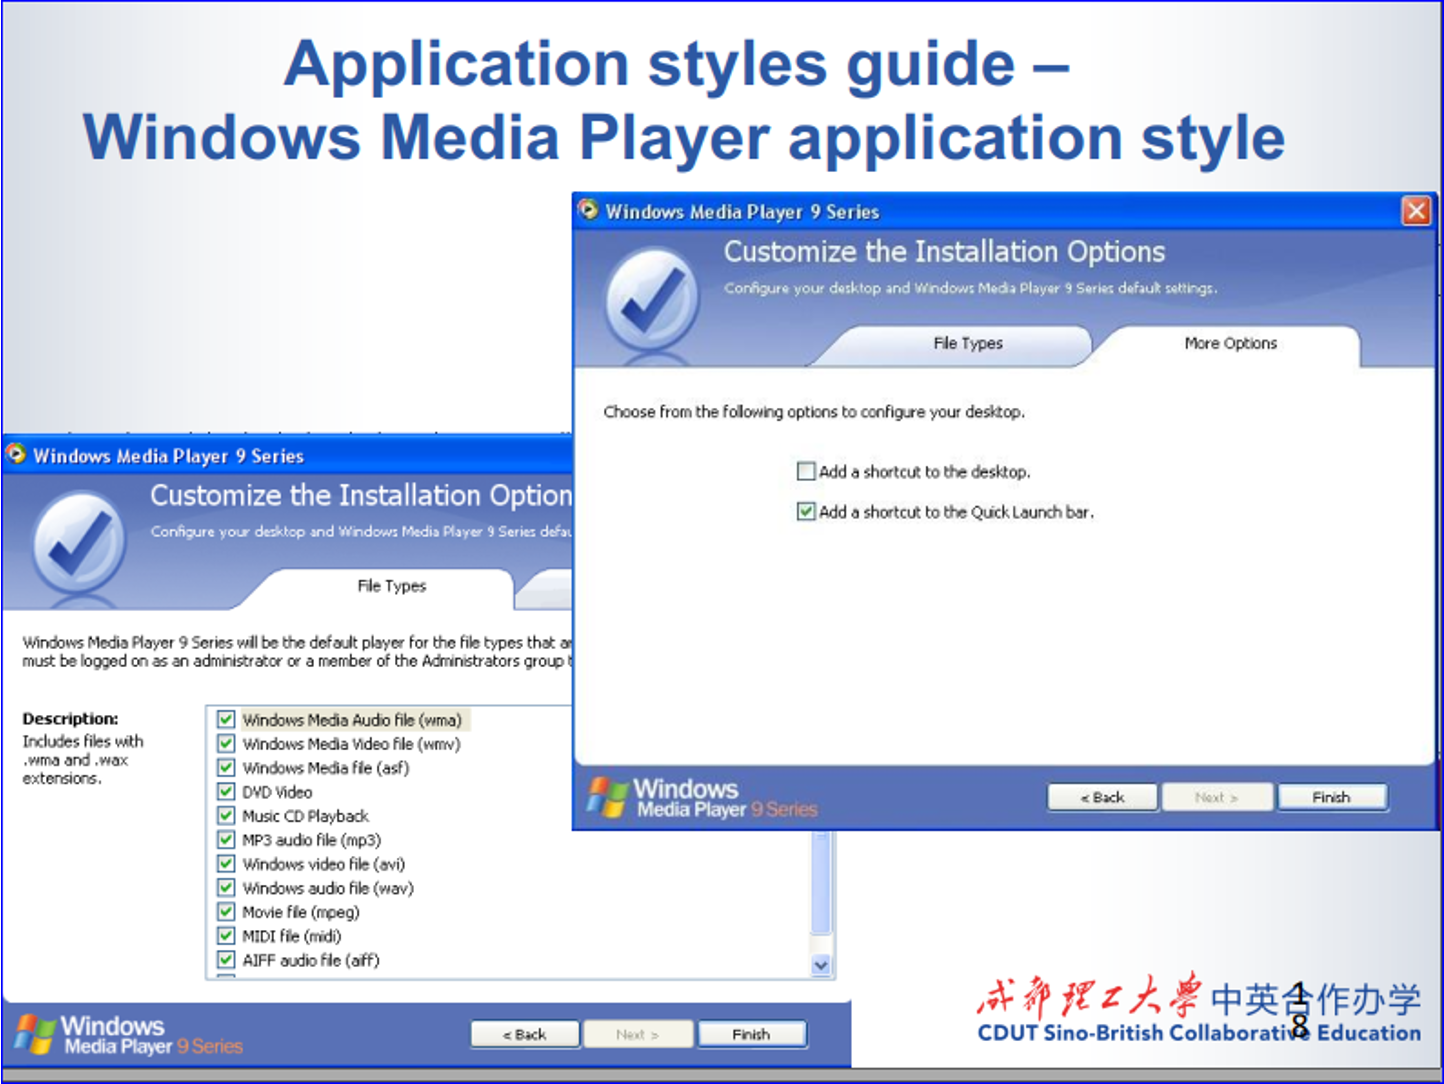 Application styles guide –
Windows Media Player application style
Windows Media Player 9 Series
Customize the Installation Options
Configure your desktop and Windows Media Player 9 Series default settings.
File Types
More Options
Choose from the following options to configure your desktop.
Add a shortcut to the desktop.
Add a shortcut to the Quick Launch bar.
Windows
Media Player 9 Series
< Back
Next >
Finish
Windows Media Player 9 Series
Customize the Installation Option
Configure your desktop and Windows Media Player 9 Series defau
File Types
Windows Media Player 9 Series will be the default player for the file types that ar
must be logged on as an administrator or a member of the Administrators group t
Description:
Includes files with
.wma and .wax
extensions.
Windows Media Audio file (wma)
Windows Media Video file (wmv)
Windows Media file (asf)
DVD Video
Music CD Playback
MP3 audio file (mp3)
Windows video file (avi)
Windows audio file (wav)
Movie file (mpeg)
MIDI file (midi)
AIFF audio file (aiff)
Windows
Media Player 9 Series
< Back
Next >
Finish
成都理工大学 中英合作办学
CDUT Sino-British Collaborative Education
18